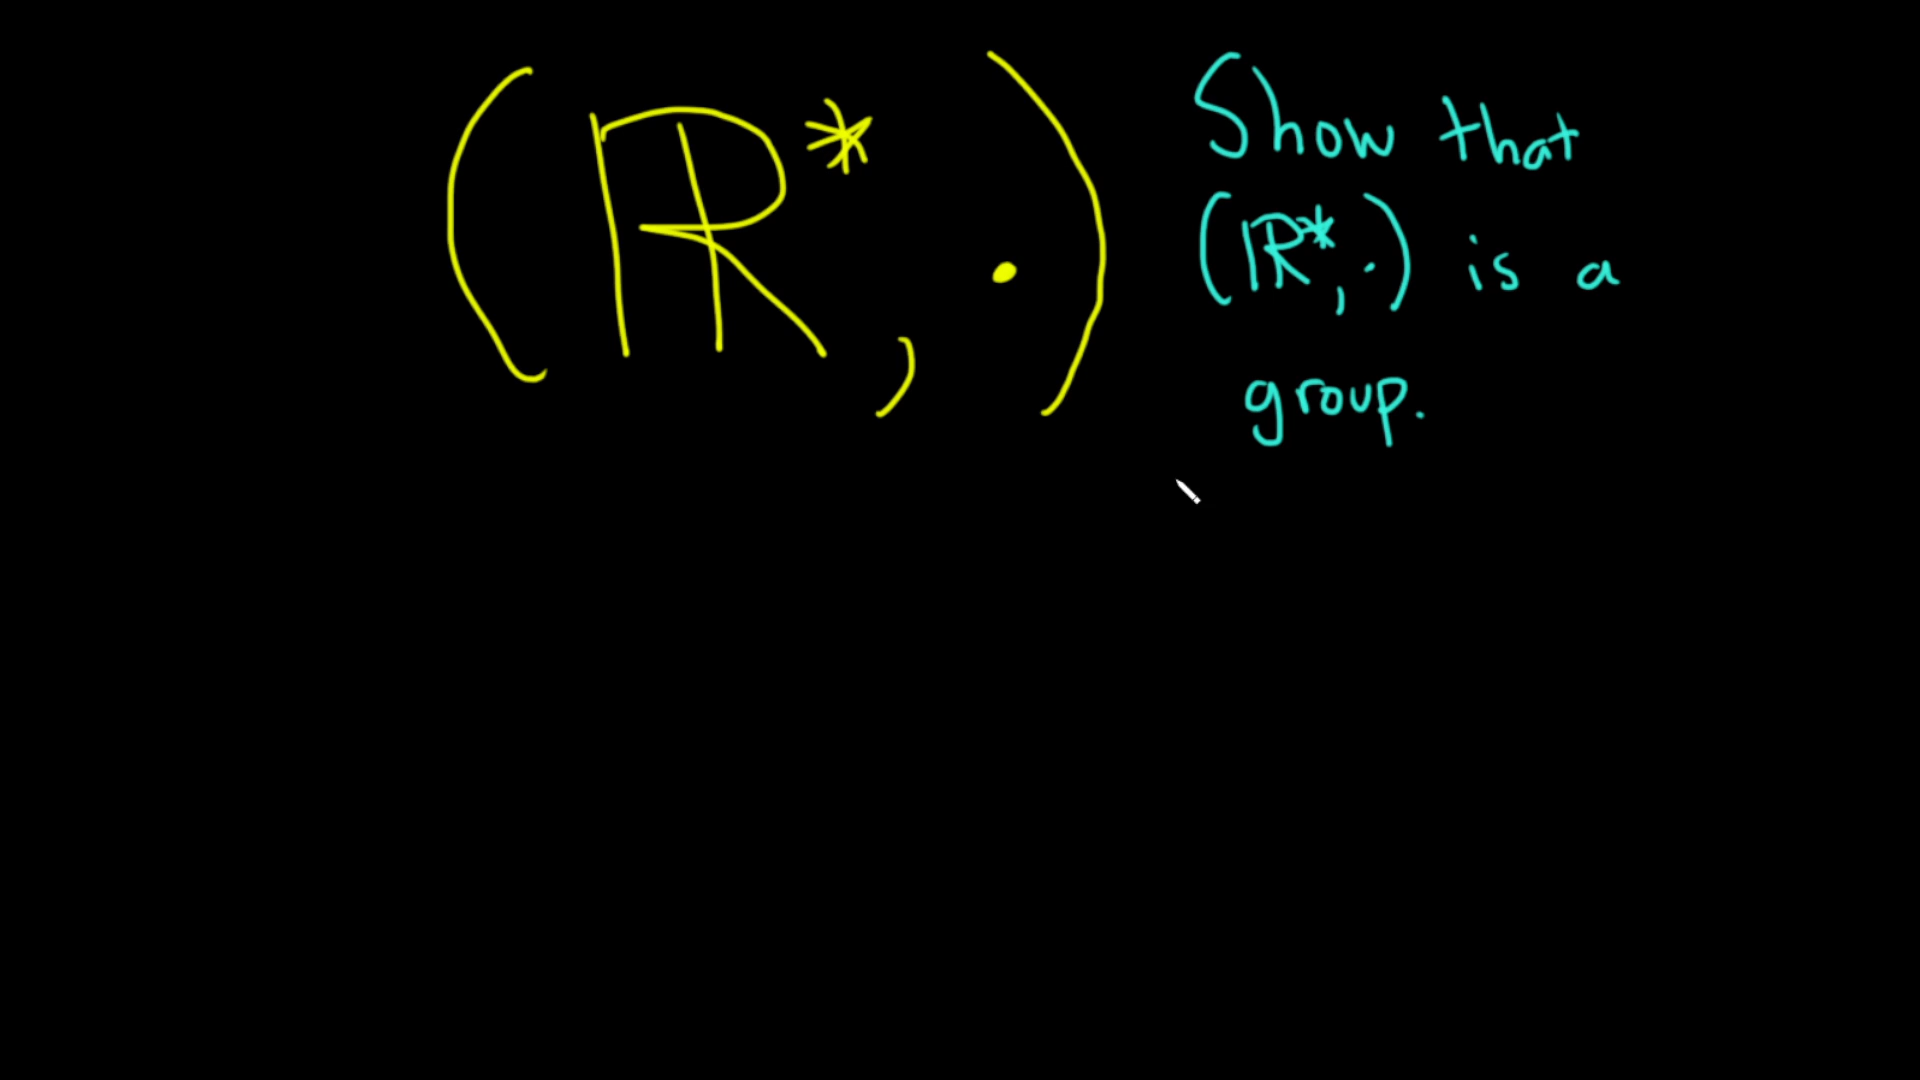 (ℝ*, ·)
Show that
(ℝ*, ·) is a
group.